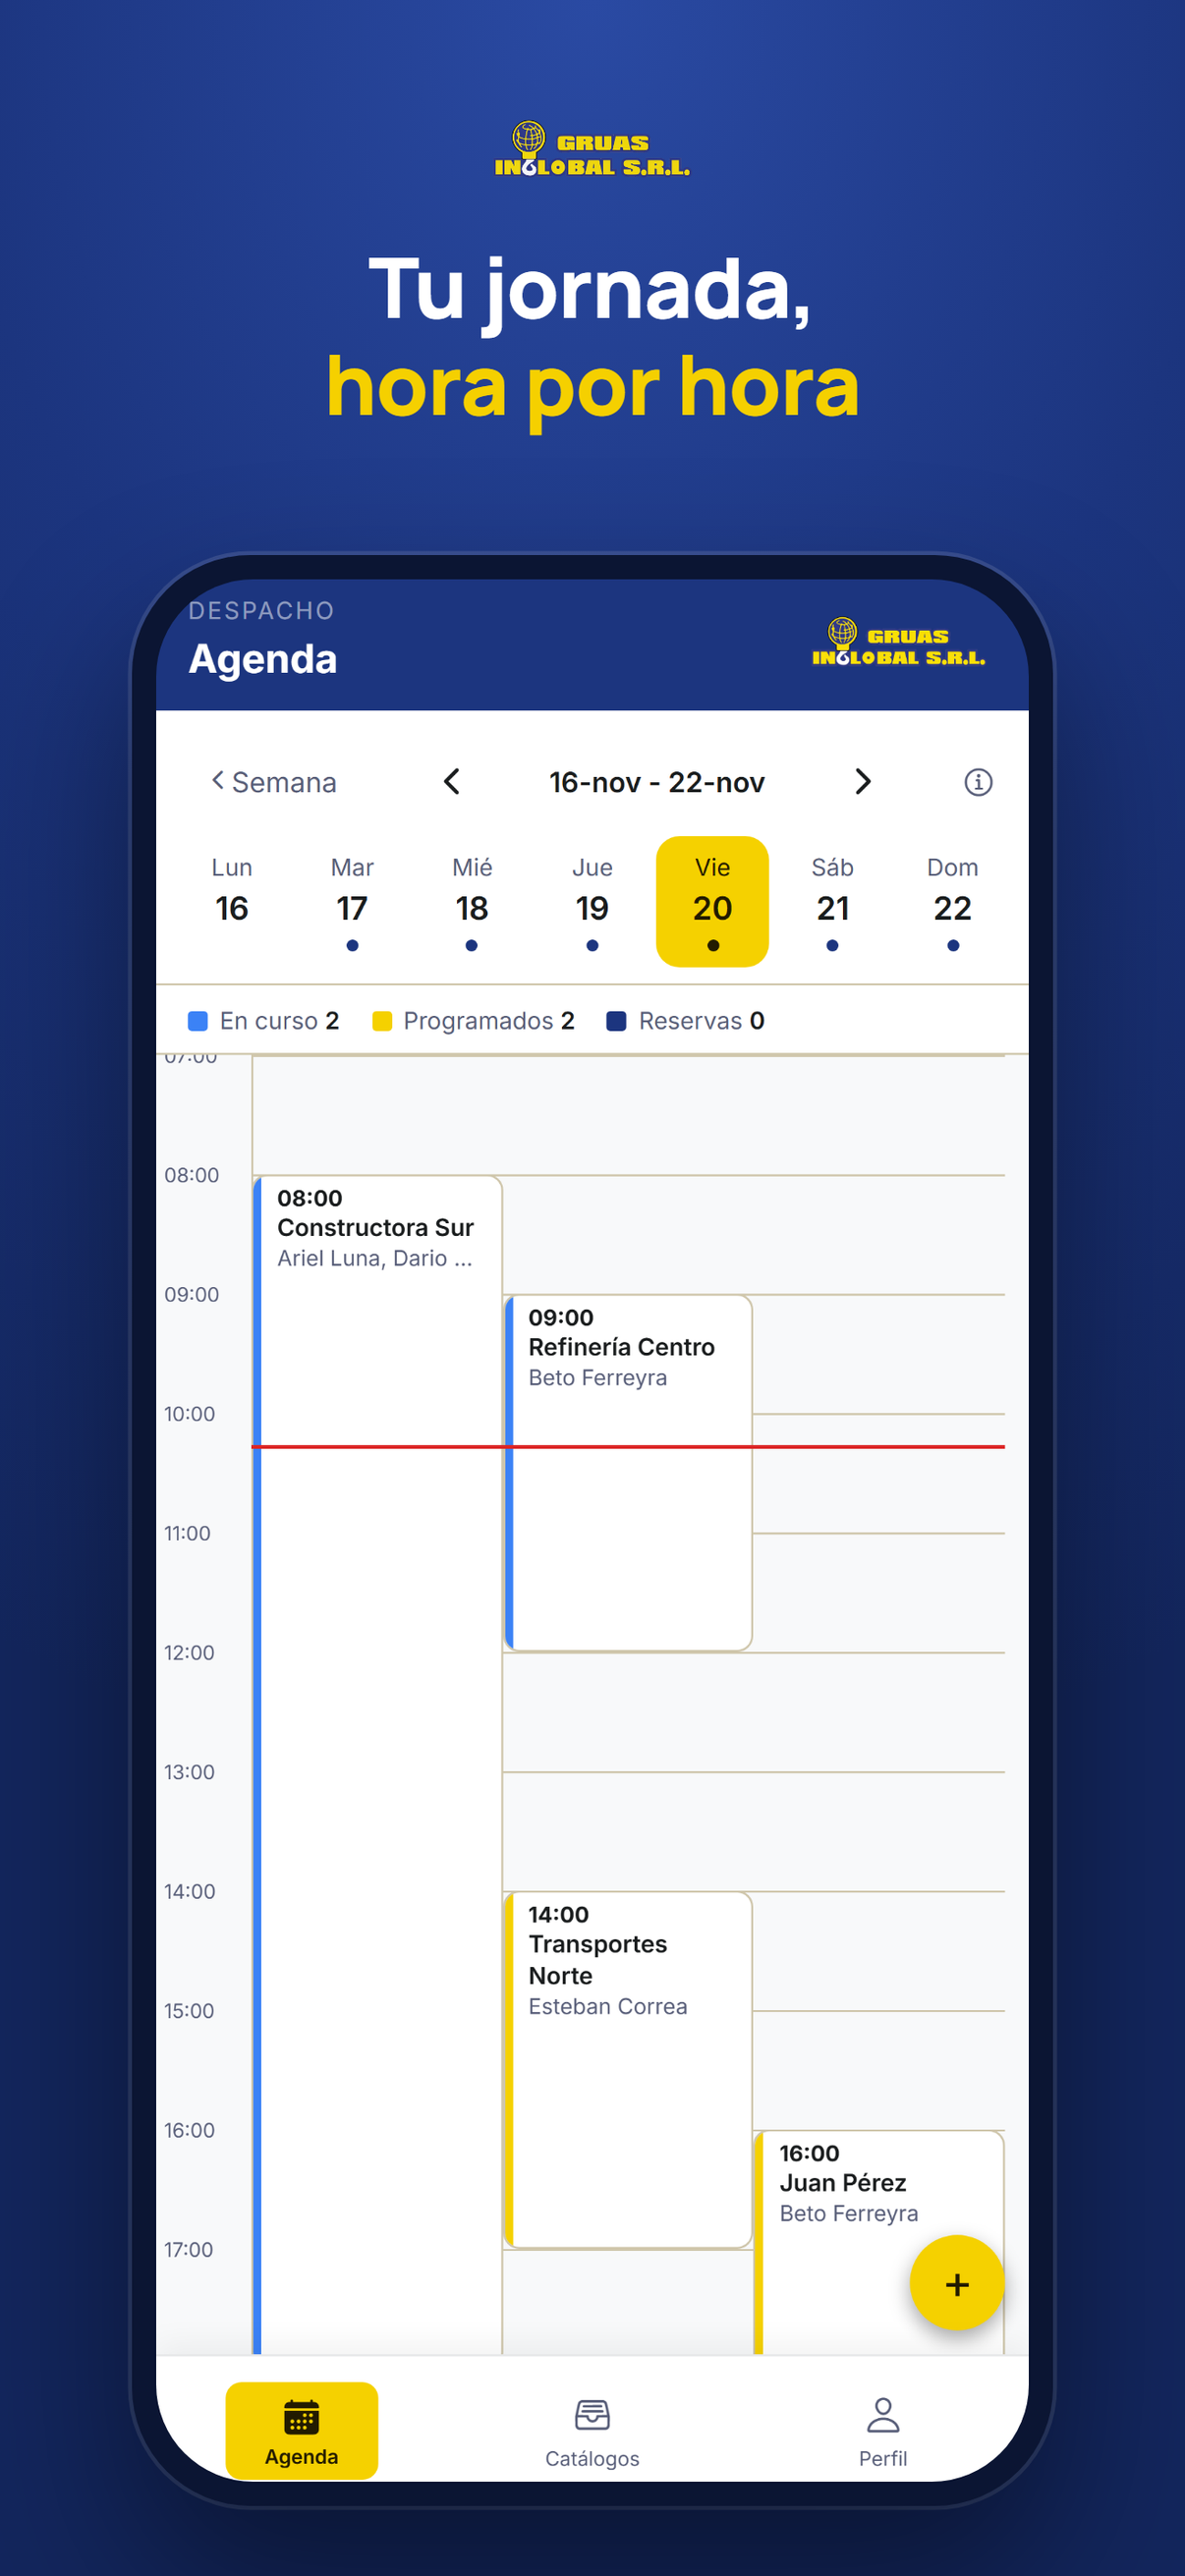 GRUAS
INGLOBAL S.R.L.
Tu jornada,
hora por hora
DESPACHO
Agenda
GRUAS
INGLOBAL S.R.L.
Semana
16-nov - 22-nov
Lun Mar Mié Jue Vie Sáb Dom
16 17 18 19 20 21 22
En curso 2 Programados 2 Reservas 0
07:00
08:00
08:00
Constructora Sur
Ariel Luna, Dario ...
09:00
09:00
Refinería Centro
Beto Ferreyra
10:00
11:00
12:00
13:00
14:00
14:00
Transportes
Norte
Esteban Correa
15:00
16:00
16:00
Juan Pérez
Beto Ferreyra
17:00
+
Agenda Catálogos Perfil